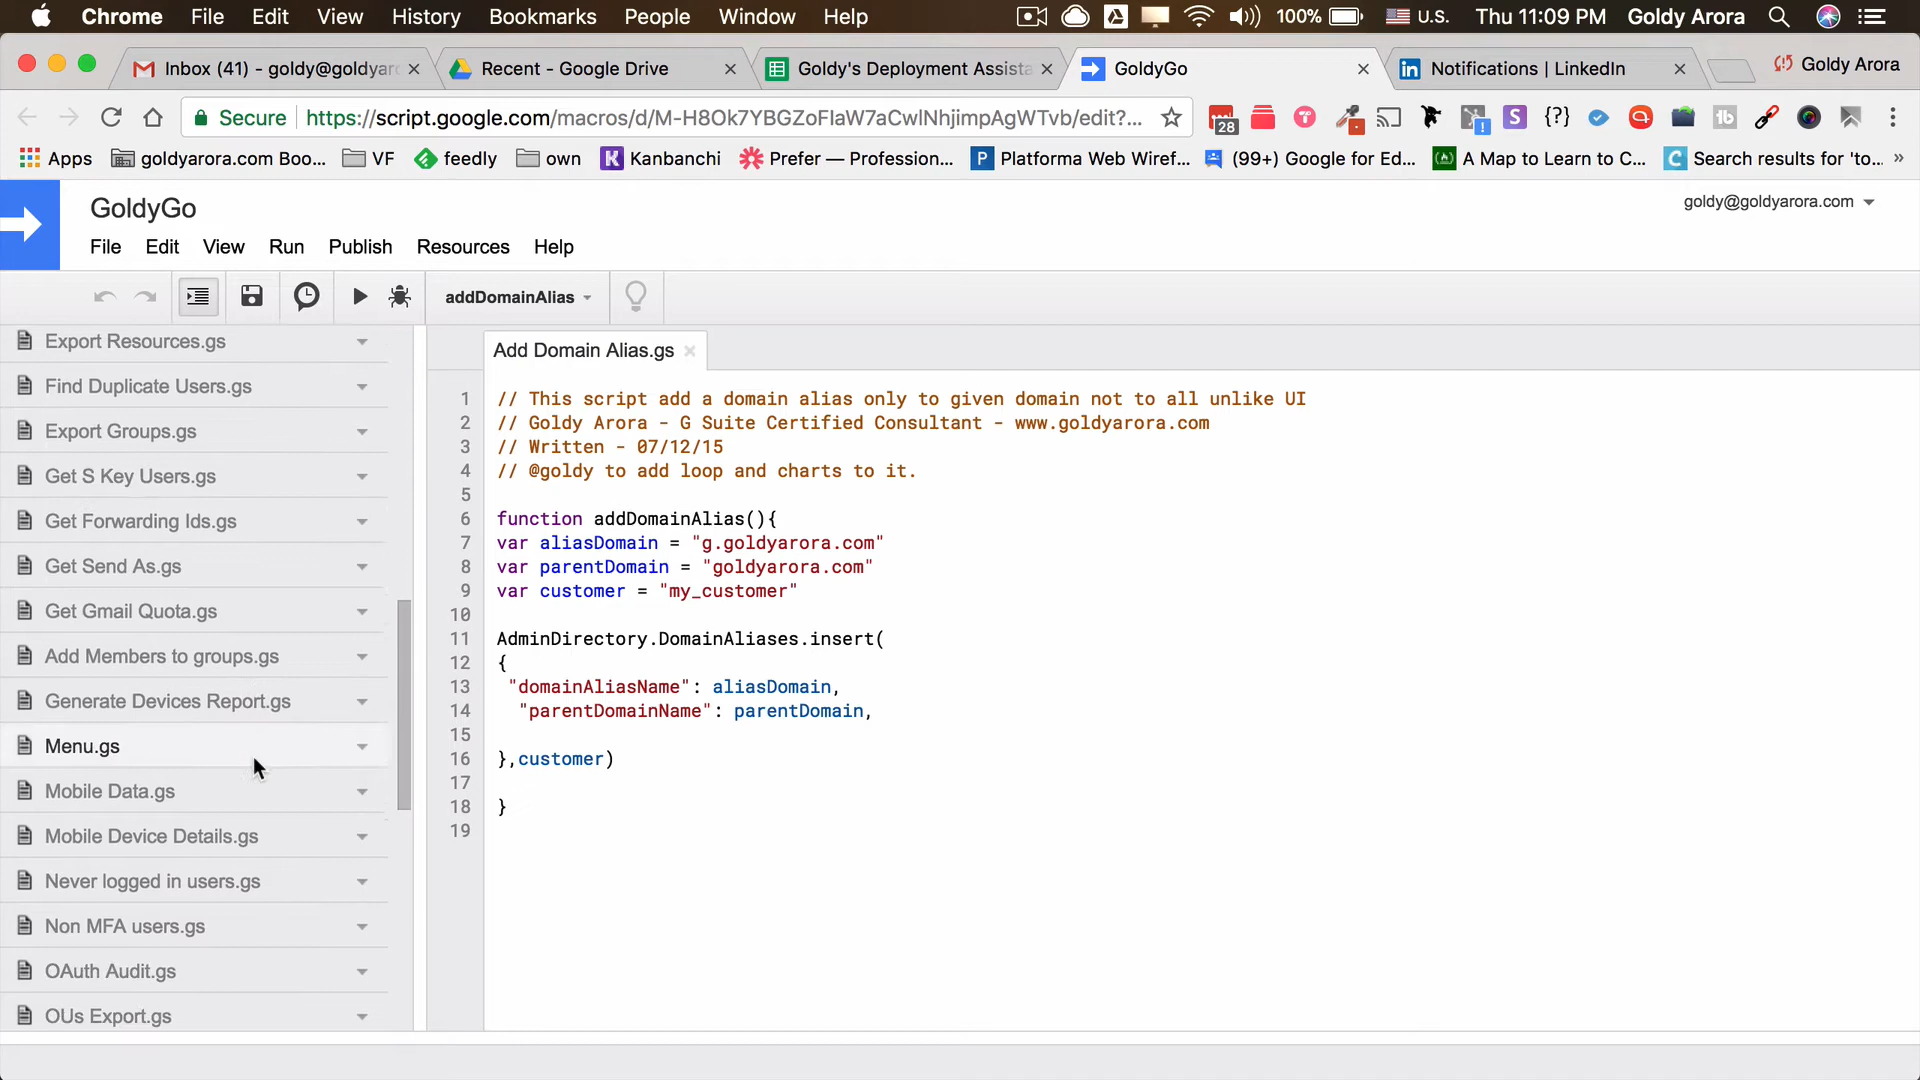 Chrome File Edit View History Bookmarks People Window Help 100% U.S. Thu 11:09 PM Goldy Arora
Inbox (41) - goldy@goldyaro Recent - Google Drive Goldy's Deployment Assista GoldyGo Notifications | LinkedIn Goldy Arora
Secure https://script.google.com/macros/d/M-H8Ok7YBGZoFIaW7aCwlNhjimpAgWTvb/edit?... 28
Apps goldyarora.com Boo... VF feedly own Kanbanchi Prefer — Profession... Platforma Web Wiref... (99+) Google for Ed... A Map to Learn to C... Search results for 'to... »
GoldyGo
goldy@goldyarora.com
File Edit View Run Publish Resources Help
addDomainAlias
Export Resources.gs
Find Duplicate Users.gs
Export Groups.gs
Get S Key Users.gs
Get Forwarding Ids.gs
Get Send As.gs
Get Gmail Quota.gs
Add Members to groups.gs
Generate Devices Report.gs
Menu.gs
Mobile Data.gs
Mobile Device Details.gs
Never logged in users.gs
Non MFA users.gs
OAuth Audit.gs
OUs Export.gs
Add Domain Alias.gs
1 // This script add a domain alias only to given domain not to all unlike UI
2 // Goldy Arora - G Suite Certified Consultant - www.goldyarora.com
3 // Written - 07/12/15
4 // @goldy to add loop and charts to it.
5
6 function addDomainAlias(){
7 var aliasDomain = "g.goldyarora.com"
8 var parentDomain = "goldyarora.com"
9 var customer = "my_customer"
10
11 AdminDirectory.DomainAliases.insert(
12 {
13 "domainAliasName": aliasDomain,
14 "parentDomainName": parentDomain,
15
16 },customer)
17
18 }
19